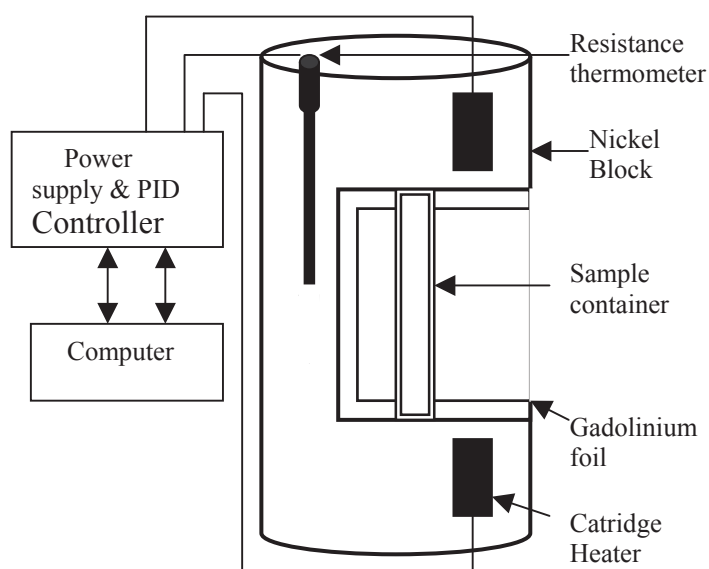 Resistance
thermometer
Power
supply & PID
Controller
Nickel
Block
Sample
container
Computer
Gadolinium
foil
Catridge
Heater